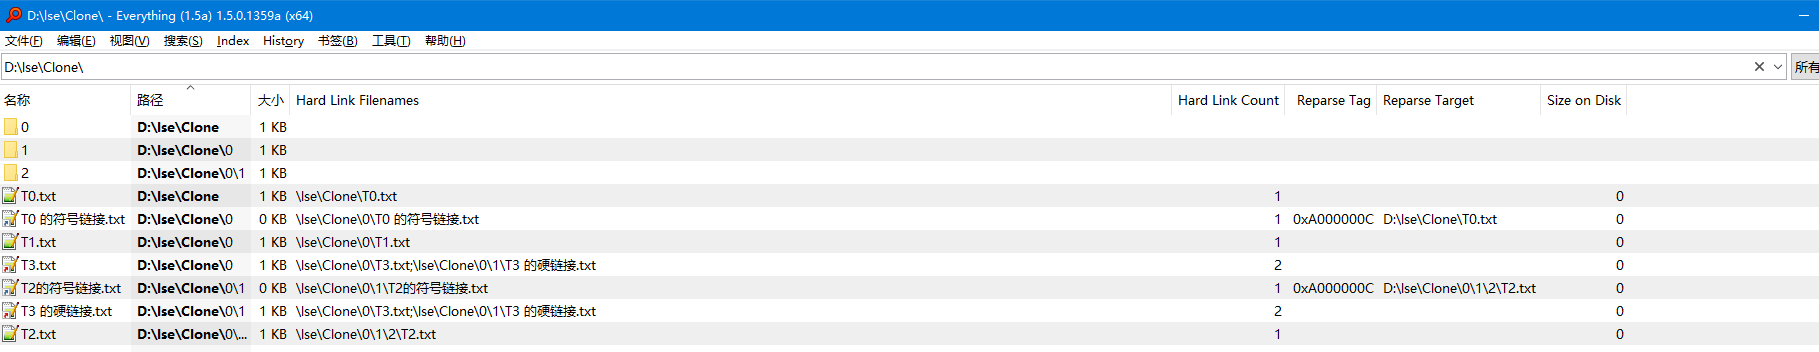 D:\lse\Clone\ - Everything (1.5a) 1.5.0.1359a (x64)
文件(F) 编辑(E) 视图(V) 搜索(S) Index History 书签(B) 工具(T) 帮助(H)
D:\lse\Clone\ 所有
名称 路径 大小 Hard Link Filenames Hard Link Count Reparse Tag Reparse Target Size on Disk
0 D:\lse\Clone 1 KB
1 D:\lse\Clone\0 1 KB
2 D:\lse\Clone\0\1 1 KB
T0.txt D:\lse\Clone 1 KB \lse\Clone\T0.txt 1 0
T0 的符号链接.txt D:\lse\Clone\0 0 KB \lse\Clone\0\T0 的符号链接.txt 1 0xA000000C D:\lse\Clone\T0.txt 0
T1.txt D:\lse\Clone\0 1 KB \lse\Clone\0\T1.txt 1 0
T3.txt D:\lse\Clone\0 1 KB \lse\Clone\0\T3.txt;\lse\Clone\0\1\T3 的硬链接.txt 2 0
T2的符号链接.txt D:\lse\Clone\0\1 0 KB \lse\Clone\0\1\T2的符号链接.txt 1 0xA000000C D:\lse\Clone\0\1\2\T2.txt 0
T3 的硬链接.txt D:\lse\Clone\0\1 1 KB \lse\Clone\0\T3.txt;\lse\Clone\0\1\T3 的硬链接.txt 2 0
T2.txt D:\lse\Clone\0\... 1 KB \lse\Clone\0\1\2\T2.txt 1 0